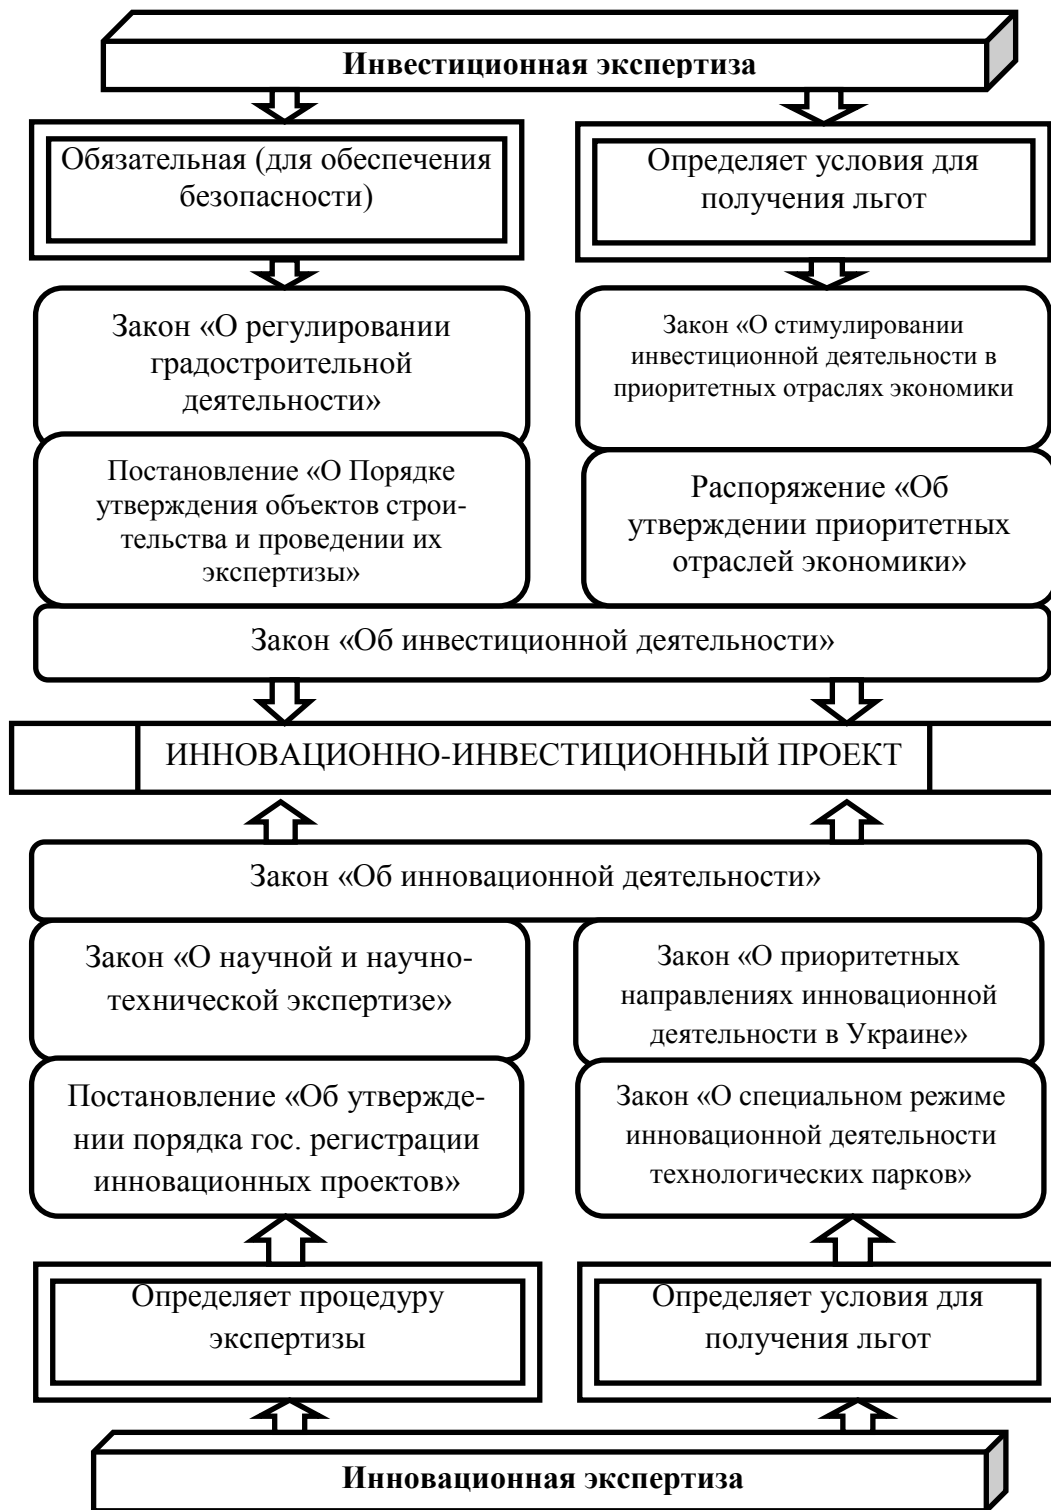 Инвестиционная экспертиза
Обязательная (для обеспечения
безопасности)
Определяет условия для
получения льгот
Закон «О регулировании
градостроительной
деятельности»
Закон «О стимулировании
инвестиционной деятельности в
приоритетных отраслях экономики
Постановление «О Порядке
утверждения объектов строи-
тельства и проведении их
экспертизы»
Распоряжение «Об
утверждении приоритетных
отраслей экономики»
Закон «Об инвестиционной деятельности»
ИННОВАЦИОННО-ИНВЕСТИЦИОННЫЙ ПРОЕКТ
Закон «Об инновационной деятельности»
Закон «О научной и научно-
технической экспертизе»
Закон «О приоритетных
направлениях инновационной
деятельности в Украине»
Постановление «Об утвержде-
нии порядка гос. регистрации
инновационных проектов»
Закон «О специальном режиме
инновационной деятельности
технологических парков»
Определяет процедуру
экспертизы
Определяет условия для
получения льгот
Инновационная экспертиза